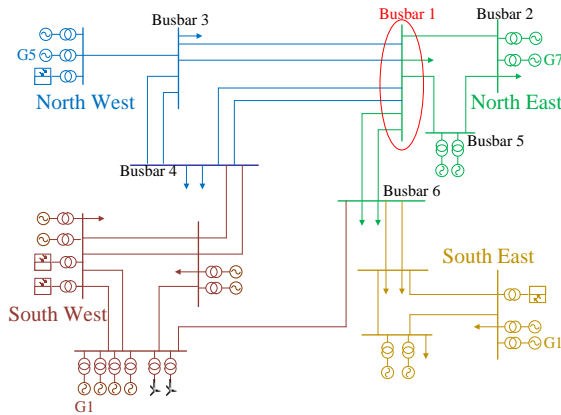 Busbar 3
Busbar 1
Busbar 2
G5
G7
North West
North East
Busbar 5
Busbar 4
Busbar 6
South East
South West
G1
G1